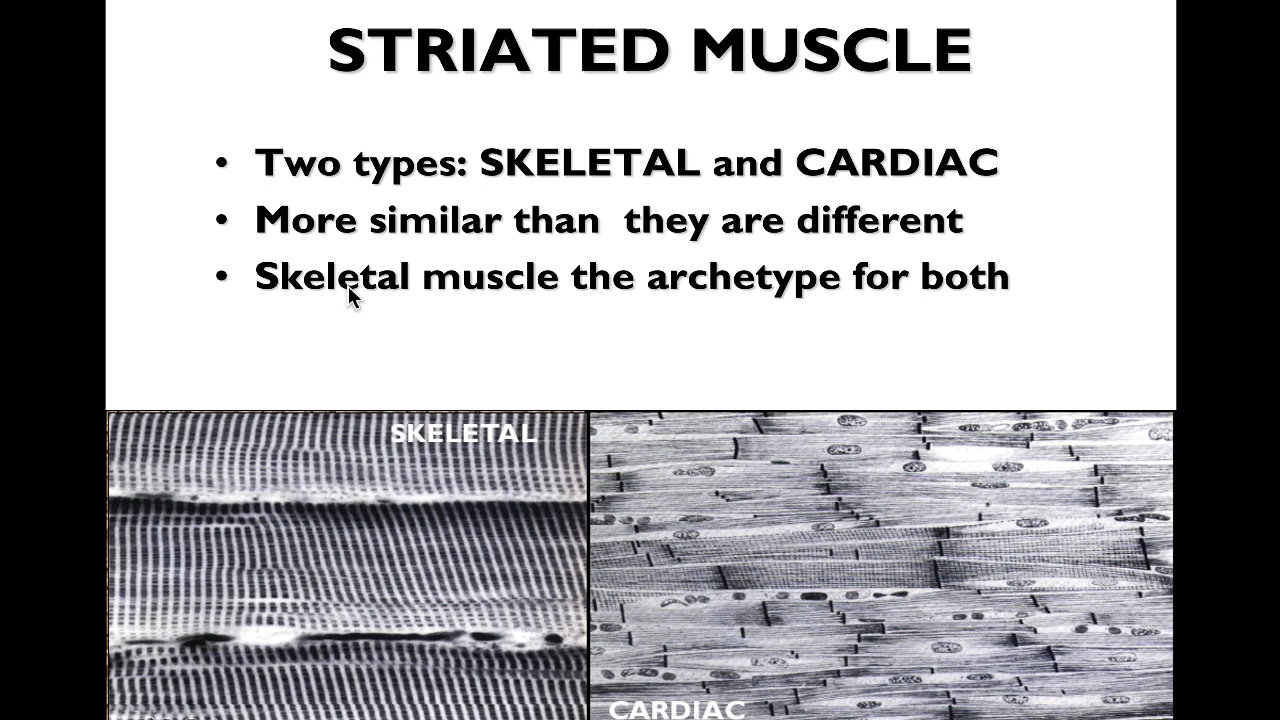 STRIATED MUSCLE
• Two types: SKELETAL and CARDIAC
• More similar than they are different
• Skeletal muscle the archetype for both
SKELETAL
CARDIAC